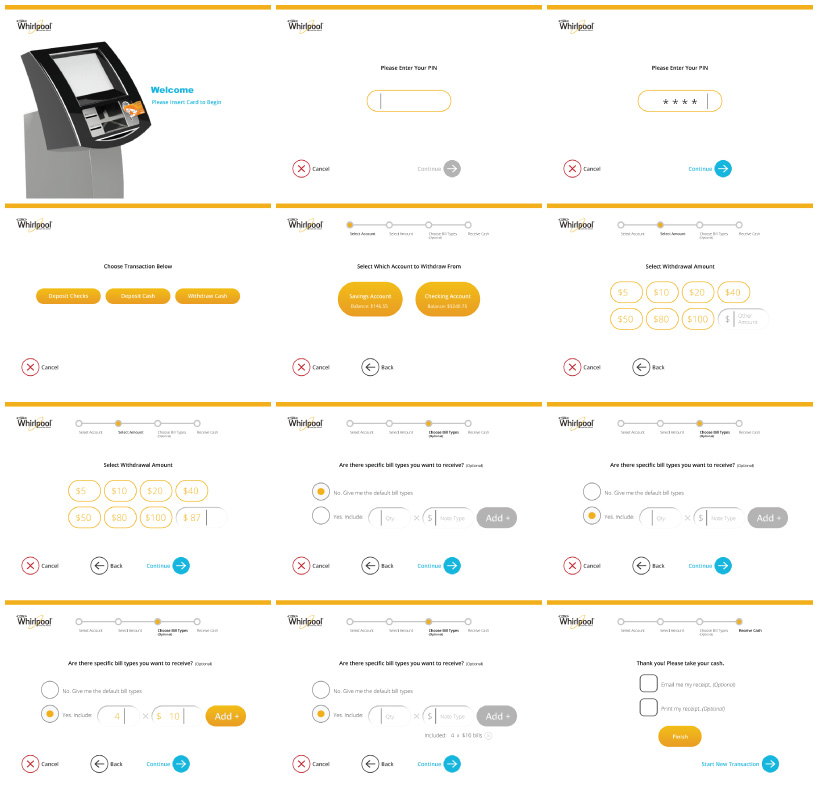 Whirlpool
Welcome
Please Insert Card to Begin
Whirlpool
Please Enter Your PIN
Cancel
Continue
Whirlpool
Please Enter Your PIN
* * * *
Cancel
Continue
Whirlpool
Choose Transaction Below
Deposit Checks
Deposit Cash
Withdraw Cash
Cancel
Whirlpool
Select Account
Select Amount
Choose Bill Types
(Optional)
Receive Cash
Select Which Account to Withdraw From
Savings Account
Checking Account
Cancel
Back
Whirlpool
Select Account
Select Amount
Choose Bill Types
(Optional)
Receive Cash
Select Withdrawal Amount
$5
$10
$20
$40
$50
$80
$100
$ Other
Amount
Cancel
Back
Whirlpool
Select Account
Select Amount
Choose Bill Types
(Optional)
Receive Cash
Select Withdrawal Amount
$5
$10
$20
$40
$50
$80
$100
$ 87
Cancel
Back
Continue
Whirlpool
Select Account
Select Amount
Choose Bill Types
(Optional)
Receive Cash
Are there specific bill types you want to receive? (Optional)
No. Give me the default bill types
Yes. Include: Qty × $ Note Type Add +
Cancel
Back
Continue
Whirlpool
Select Account
Select Amount
Choose Bill Types
(Optional)
Receive Cash
Are there specific bill types you want to receive? (Optional)
No. Give me the default bill types
Yes. Include: Qty × $ Note Type Add +
Cancel
Back
Continue
Whirlpool
Select Account
Select Amount
Choose Bill Types
(Optional)
Receive Cash
Are there specific bill types you want to receive? (Optional)
No. Give me the default bill types
Yes. Include: 4 × $ 10 Add +
Cancel
Back
Continue
Whirlpool
Select Account
Select Amount
Choose Bill Types
(Optional)
Receive Cash
Are there specific bill types you want to receive? (Optional)
No. Give me the default bill types
Yes. Include: Qty × $ Note Type Add +
Included: 4 x $10 bills
Cancel
Back
Continue
Whirlpool
Select Account
Select Amount
Choose Bill Types
(Optional)
Receive Cash
Thank you! Please take your cash.
Email me my receipt. (Optional)
Print my receipt. (Optional)
Finish
Start New Transaction